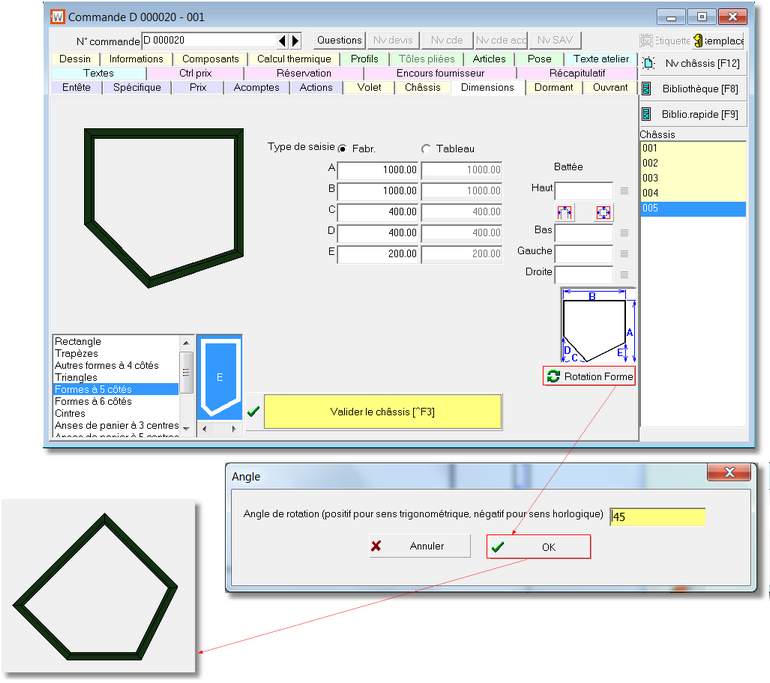 Commande D 000020 - 001
N° commande D 000020 Questions Nv devis Nv cde Nv cde acc Nv SAV Etiquette Remplacé
Dessin Informations Composants Calcul thermique Profils Tôles pliées Articles Pose Texte atelier
Textes Ctrl prix Réservation Encours fournisseur Récapitulatif
Entête Spécifique Prix Acomptes Actions Volet Châssis Dimensions Dormant Ouvrant
Nv châssis [F12]
Bibliothèque [F8]
Biblio.rapide [F9]
Châssis
001
002
003
004
005
Type de saisie Fabr. Tableau
A 1000.00 1000.00
B 1000.00 1000.00
C 400.00 400.00
D 400.00 400.00
E 200.00 200.00
Battée
Haut
Bas
Gauche
Droite
B
A
D
C
E
Rotation Forme
Rectangle
Trapèzes
Autres formes à 4 côtés
Triangles
Formes à 5 côtés
Formes à 6 côtés
Cintres
Anses de panier à 3 centres
Anses de panier à 5 centres
E
Valider le châssis [^F3]
Angle
Angle de rotation (positif pour sens trigonométrique, négatif pour sens horlogique) 45
Annuler OK